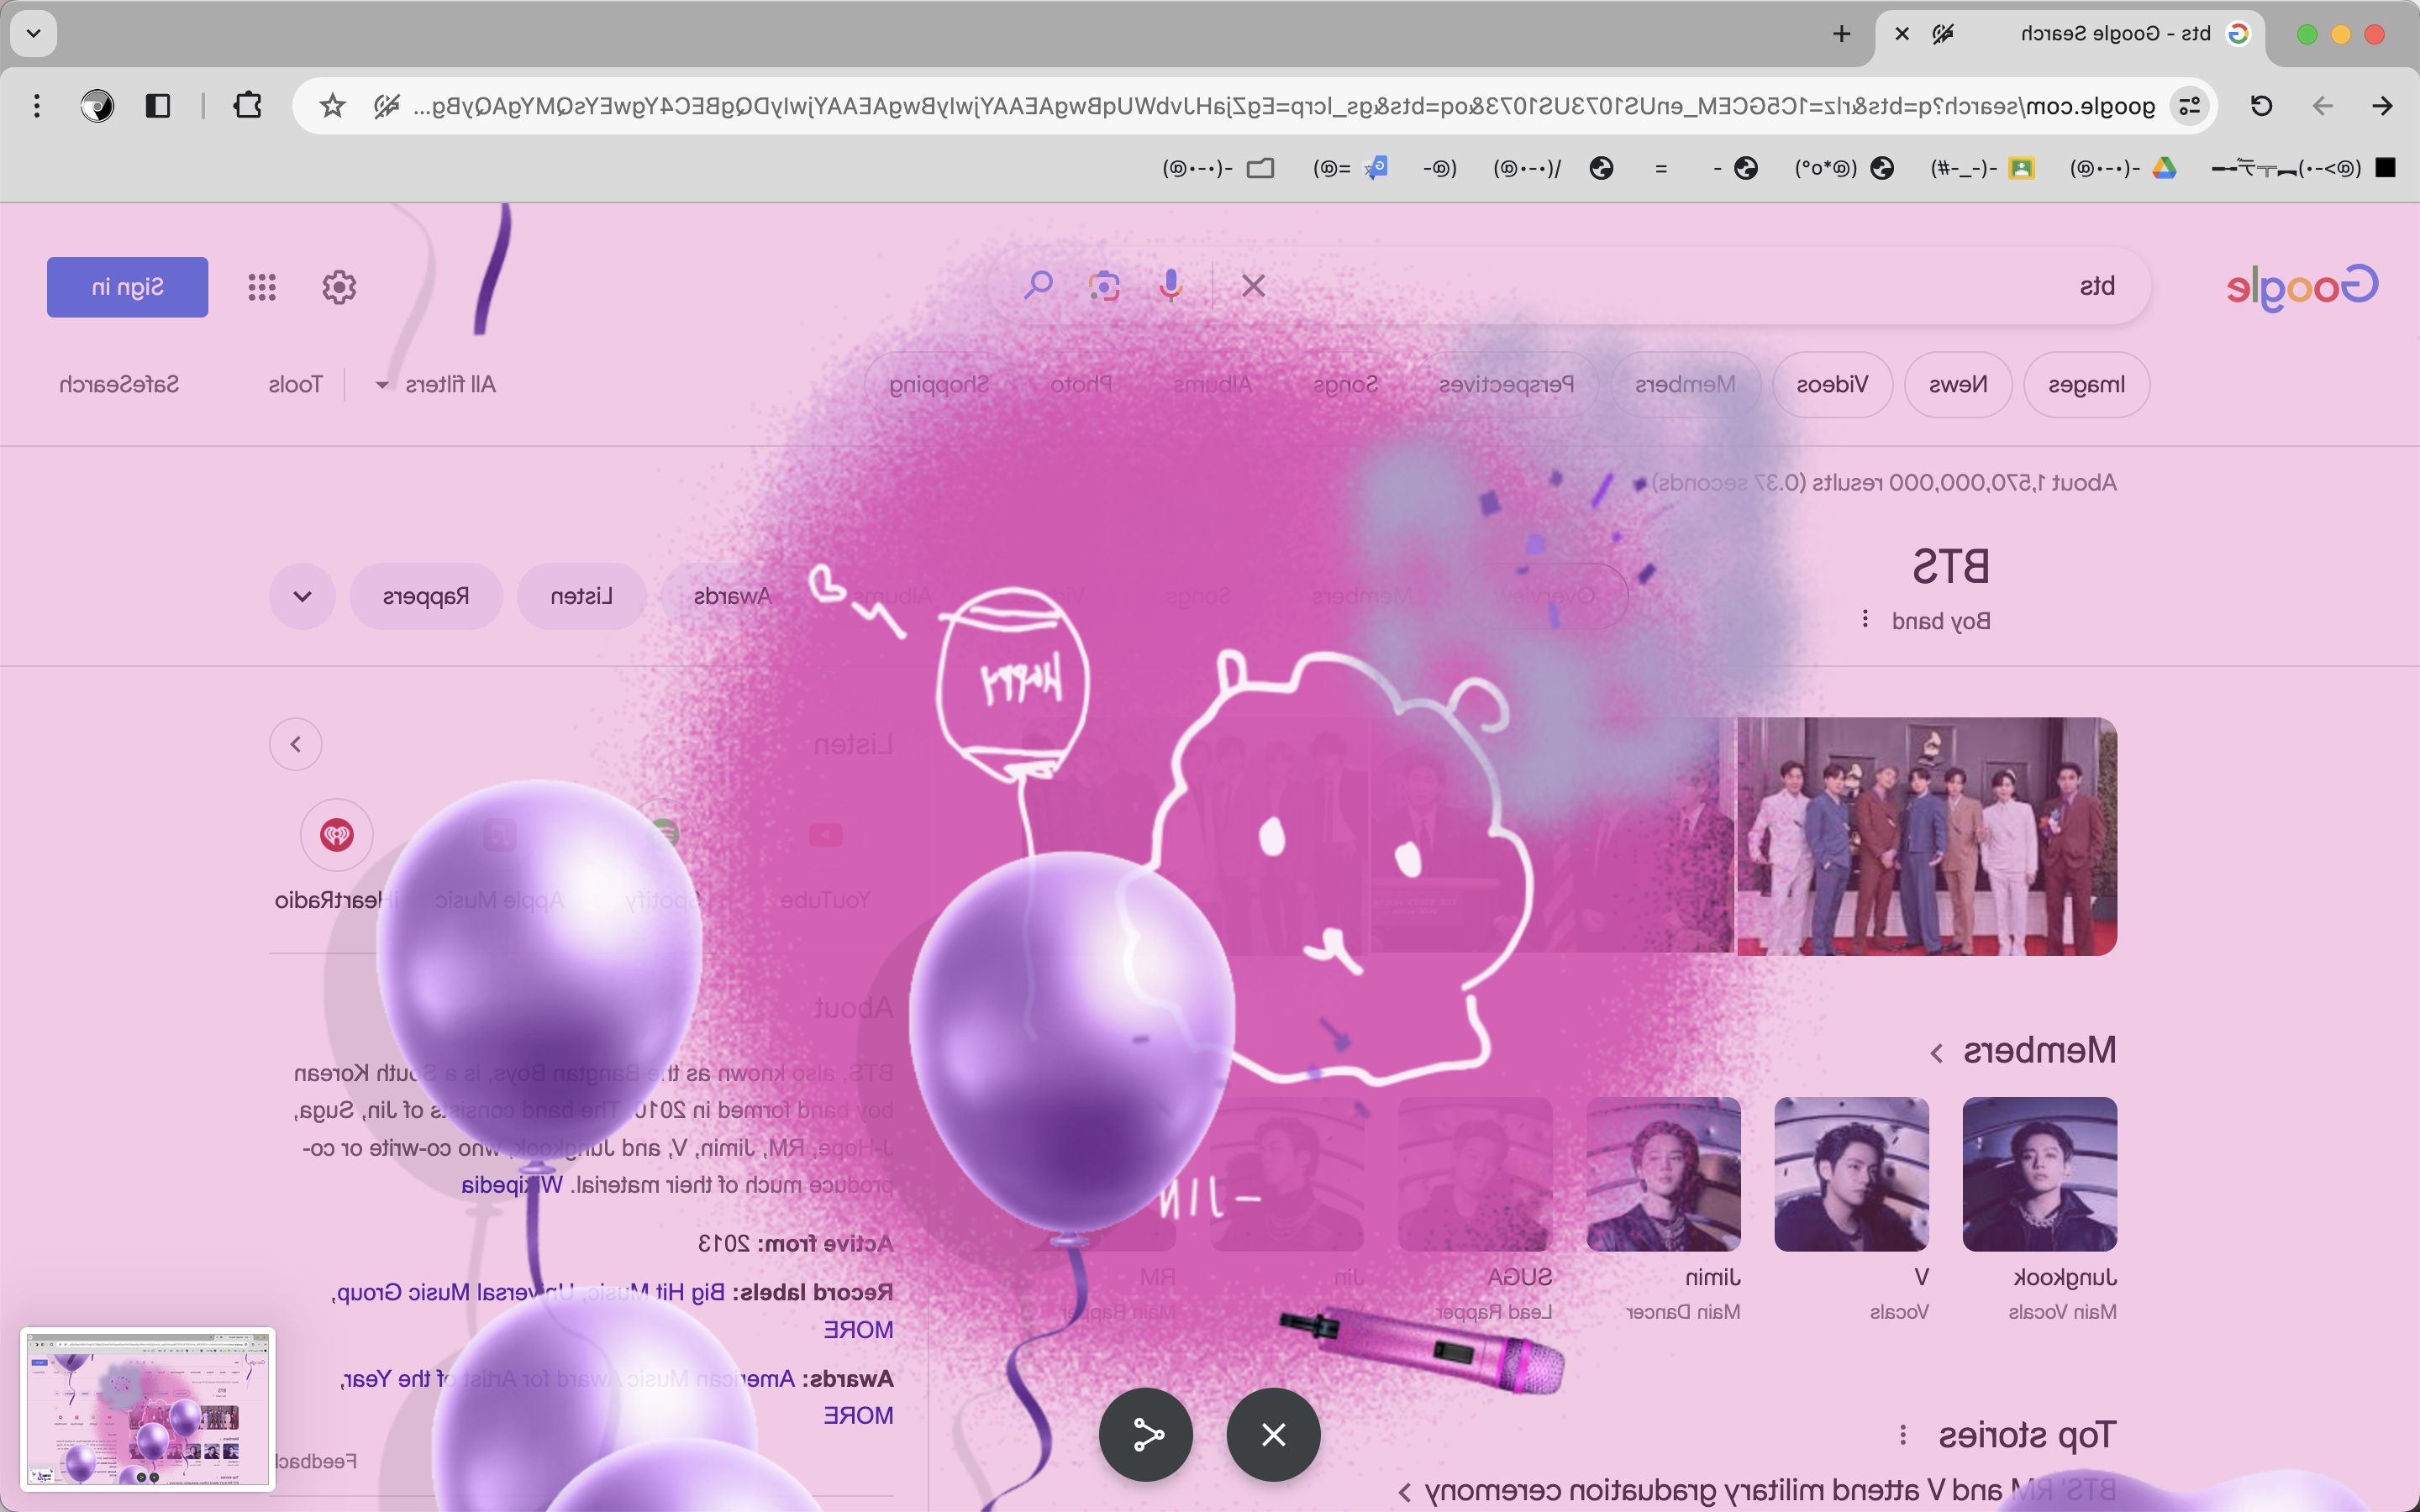 bts - Google Search
google.com/search?q=bts&rlz=1C5GCEM_enUS1073US1073&oq=bts&gs_lcrp=EgZjaHJvbWUqBwgAEAAYjwIyBwgAEAAYjwIyDQgBEC4YgwEYsQMYgAQyBg...
(@>-•)︻╦╤─ -(•-•@) -(-_-#) (@*o°) - = /(•-•@) (@- (@= -(•-•@)
Google
bts
Sign in
Images
News
Videos
Members
Perspectives
Songs
Albums
Photo
Shopping
All filters
Tools
SafeSearch
About 1,570,000,000 results (0.37 seconds)
BTS
Boy band
Overview
Members
Songs
Albums
Awards
Listen
Rappers
HAPPY
Members
Jungkook
Main Vocals
V
Vocals
Jimin
Main Dancer
SUGA
Lead Rapper
Jin
RM
Main Rapper
- JIN
Top stories
BTS' RM and V attend military graduation ceremony
Listen
YouTube
Spotify
Apple Music
iHeartRadio
About
BTS, also known as the Bangtan Boys, is a South Korean
boy band formed in 2010. The band consists of Jin, Suga,
J-Hope, RM, Jimin, V, and Jungkook, who co-write or co-
produce much of their material. Wikipedia
Active from: 2013
Record labels: Big Hit Music, Universal Music Group,
MORE
Awards: American Music Award for Artist of the Year,
MORE
Feedback